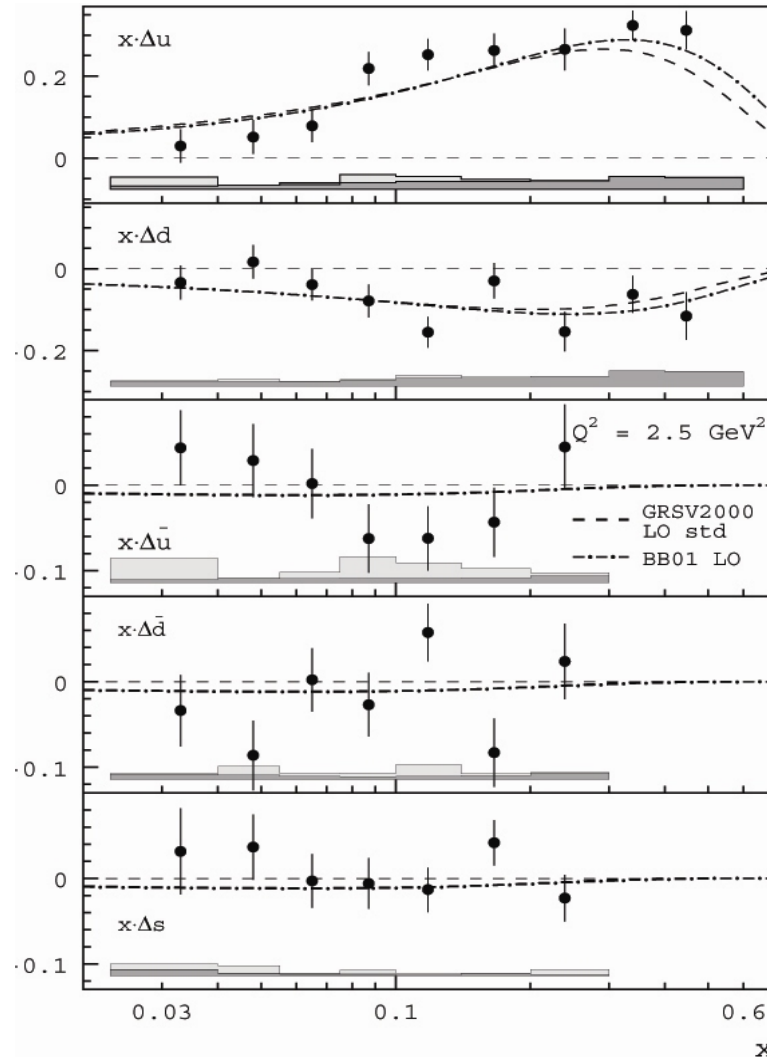 x·Δu
0.2
0
x·Δd
0
-0.2
Q² = 2.5 GeV²
0
GRSV2000
LO std
x·Δū
BB01 LO
-0.1
x·Δd̄
0
-0.1
0
x·Δs
-0.1
0.03 0.1 0.6
x